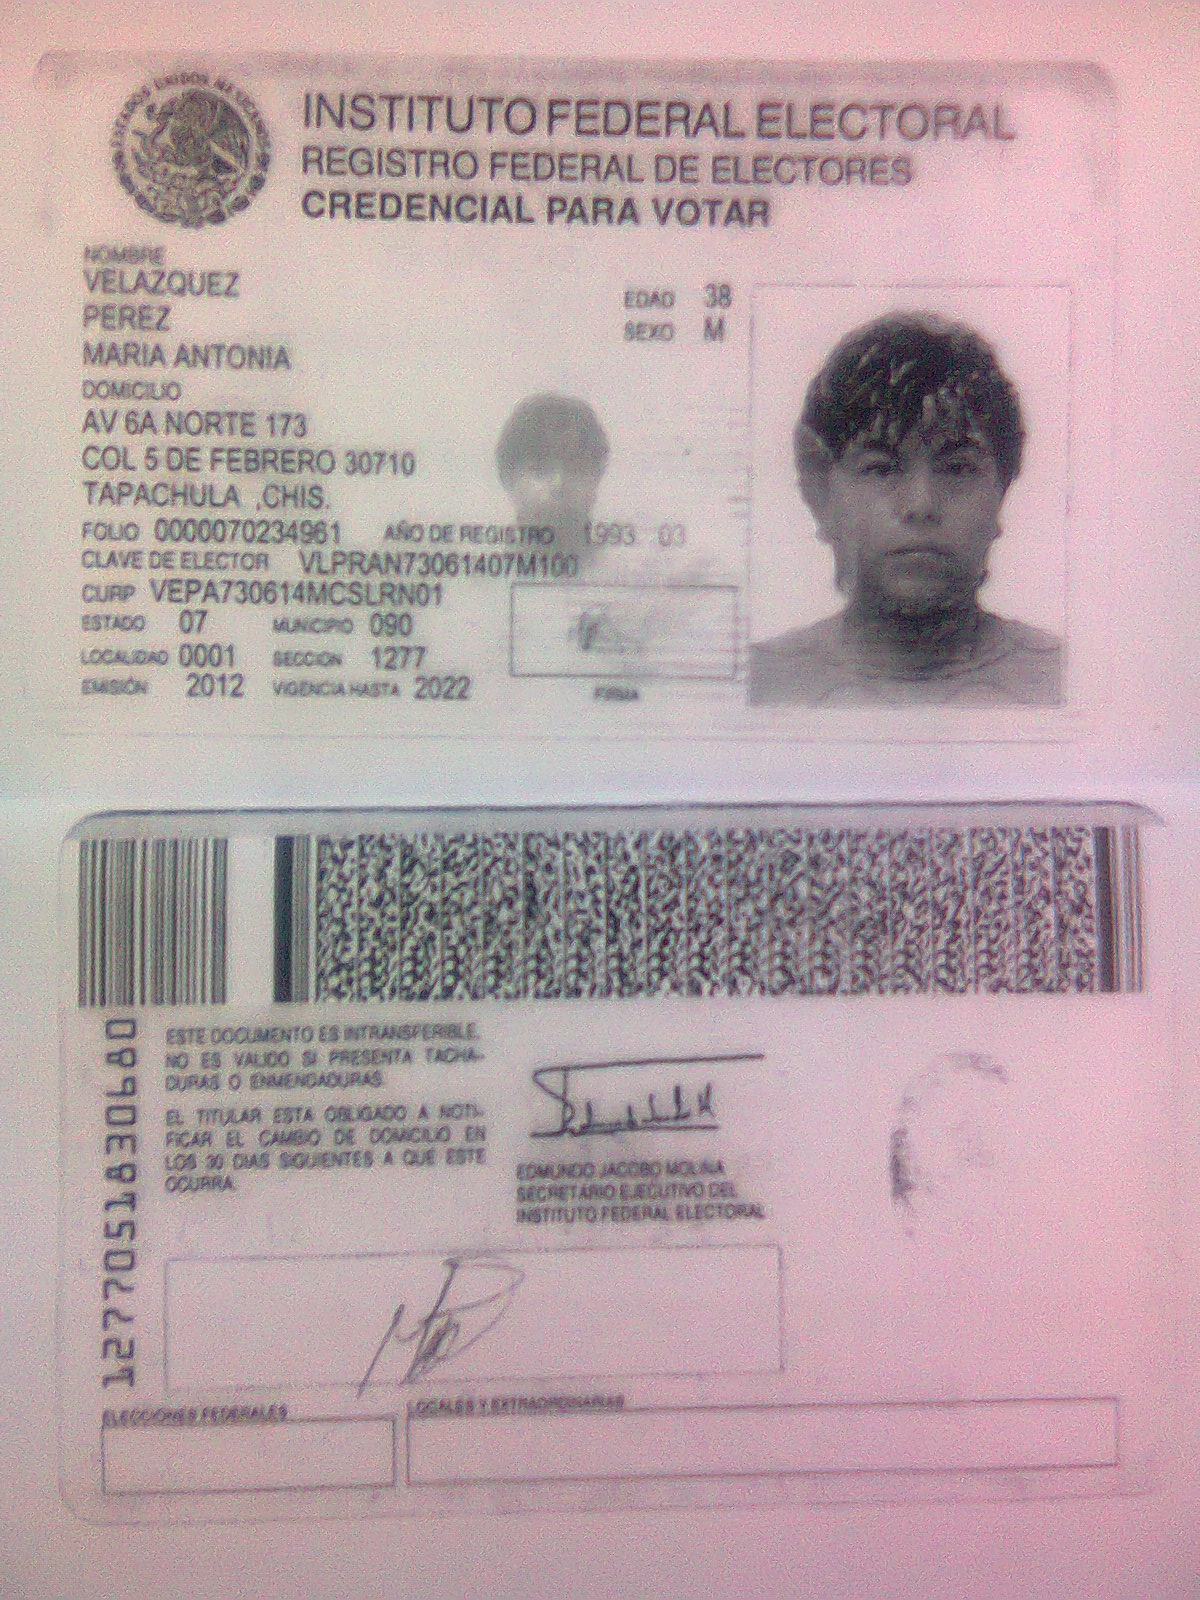 ESTADOS UNIDOS MEXICANOS
INSTITUTO FEDERAL ELECTORAL
REGISTRO FEDERAL DE ELECTORES
CREDENCIAL PARA VOTAR
NOMBRE
VELAZQUEZ
PEREZ
MARIA ANTONIA
EDAD 38
SEXO M
DOMICILIO
AV 6A NORTE 173
COL 5 DE FEBRERO 30710
TAPACHULA ,CHIS.
FOLIO 0000070234961 AÑO DE REGISTRO 1993 03
CLAVE DE ELECTOR VLPRAN73061407M100
CURP VEPA730614MCSLRN01
ESTADO 07 MUNICIPIO 090
LOCALIDAD 0001 SECCION 1277
EMISIÓN 2012 VIGENCIA HASTA 2022
FIRMA
1277051830680
ESTE DOCUMENTO ES INTRANSFERIBLE.
NO ES VALIDO SI PRESENTA TACHA-
DURAS O ENMENDADURAS.
EL TITULAR ESTA OBLIGADO A NOTI-
FICAR EL CAMBIO DE DOMICILIO EN
LOS 30 DIAS SIGUIENTES A QUE ESTE
OCURRA.
EDMUNDO JACOBO MOLINA
SECRETARIO EJECUTIVO DEL
INSTITUTO FEDERAL ELECTORAL
ELECCIONES FEDERALES
LOCALES Y EXTRAORDINARIAS